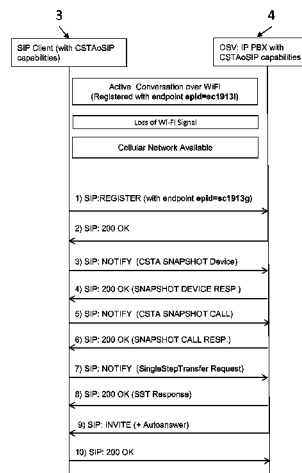 3
4
SIP Client (with CSTAoSIP
capabilities)
OSV: IP PBX with
CSTAoSIP capabilities
Active Conversation over WiFI
(Registered with endpoint epid=sc1913i)
Loss of Wi-Fi Signal
Cellular Network Available
1) SIP:REGISTER (with endpoint epid=sc1913g)
2) SIP: 200 OK
3) SIP: NOTIFY (CSTA SNAPSHOT Device)
4) SIP: 200 OK (SNAPSHOT DEVICE RESP.)
5) SIP: NOTIFY (CSTA SNAPSHOT CALL)
6) SIP: 200 OK (SNAPSHOT CALL RESP.)
7) SIP: NOTIFY (SingleStepTransfer Request)
8) SIP: 200 OK (SST Response)
9) SIP: INVITE (+ Autoanswer)
10) SIP: 200 OK